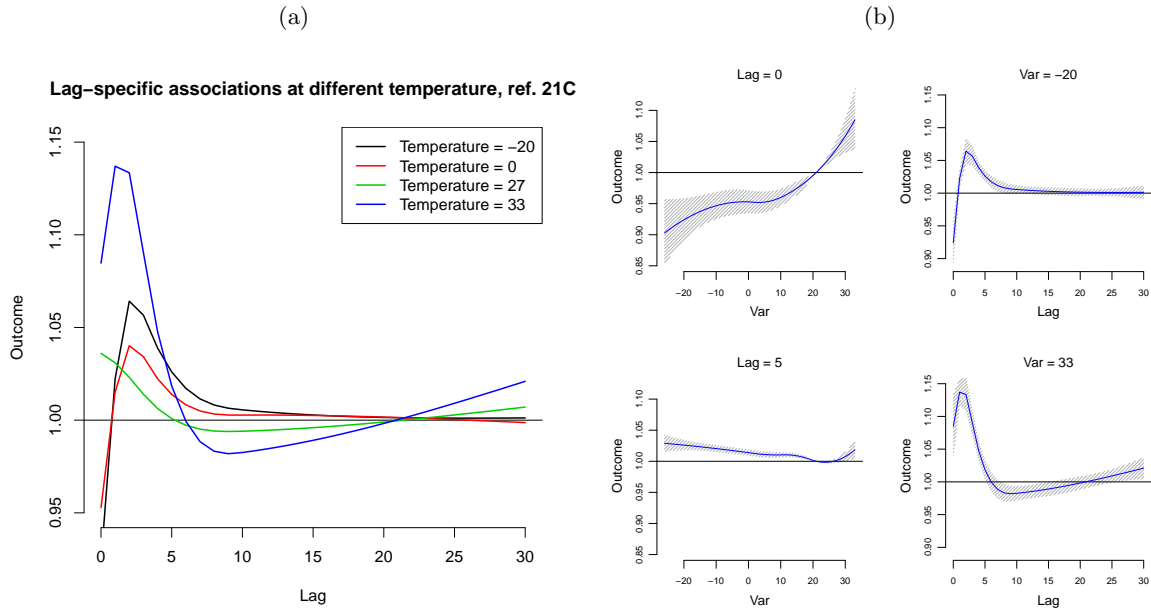 (a)
Lag−specific associations at different temperature, ref. 21C
Outcome
1.15
1.10
1.05
1.00
0.95
Temperature = −20
Temperature = 0
Temperature = 27
Temperature = 33
0 5 10 15 20 25 30
Lag
(b)
Lag = 0
Outcome
1.10
1.05
1.00
0.95
0.90
0.85
−20 −10 0 10 20 30
Var
Var = −20
Outcome
1.15
1.10
1.05
1.00
0.95
0.90
0 5 10 15 20 25 30
Lag
Lag = 5
Outcome
1.10
1.05
1.00
0.95
0.90
0.85
−20 −10 0 10 20 30
Var
Var = 33
Outcome
1.15
1.10
1.05
1.00
0.95
0.90
0 5 10 15 20 25 30
Lag